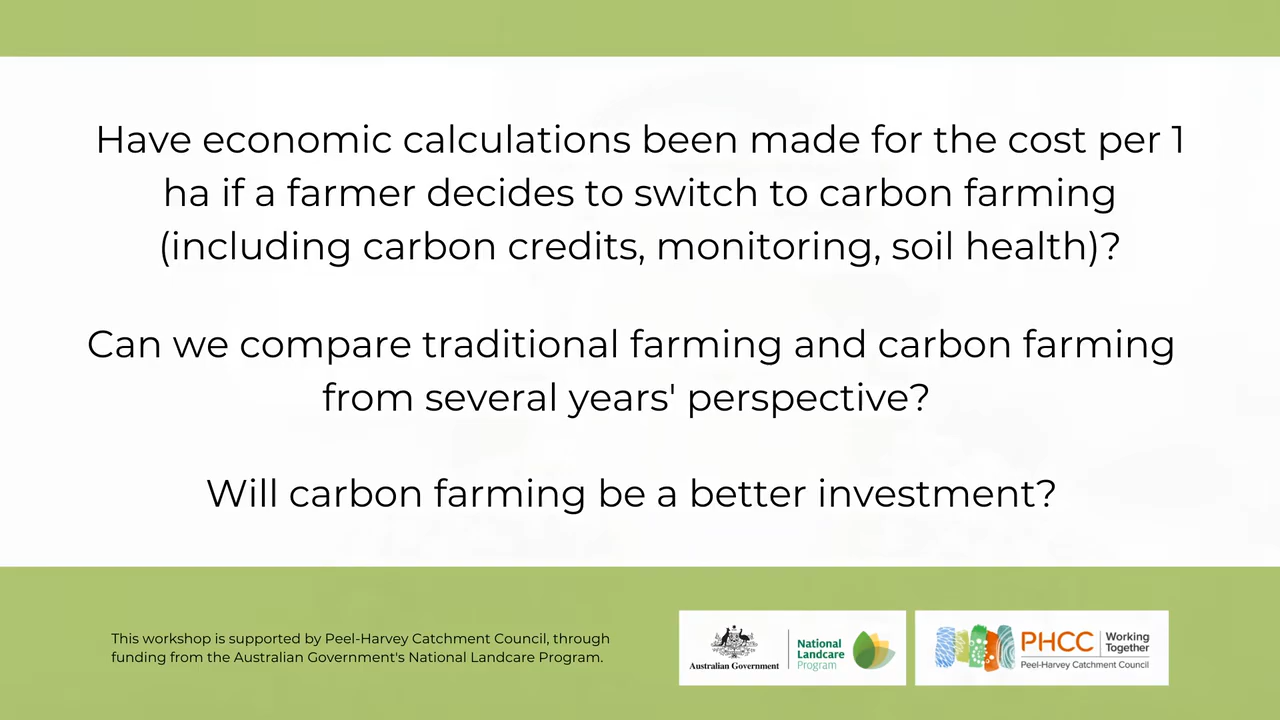 Have economic calculations been made for the cost per 1
ha if a farmer decides to switch to carbon farming
(including carbon credits, monitoring, soil health)?
Can we compare traditional farming and carbon farming
from several years' perspective?
Will carbon farming be a better investment?
This workshop is supported by Peel-Harvey Catchment Council, through
funding from the Australian Government's National Landcare Program.
Australian Government
National
Landcare
Program
PHCC
Working
Together
Peel-Harvey Catchment Council